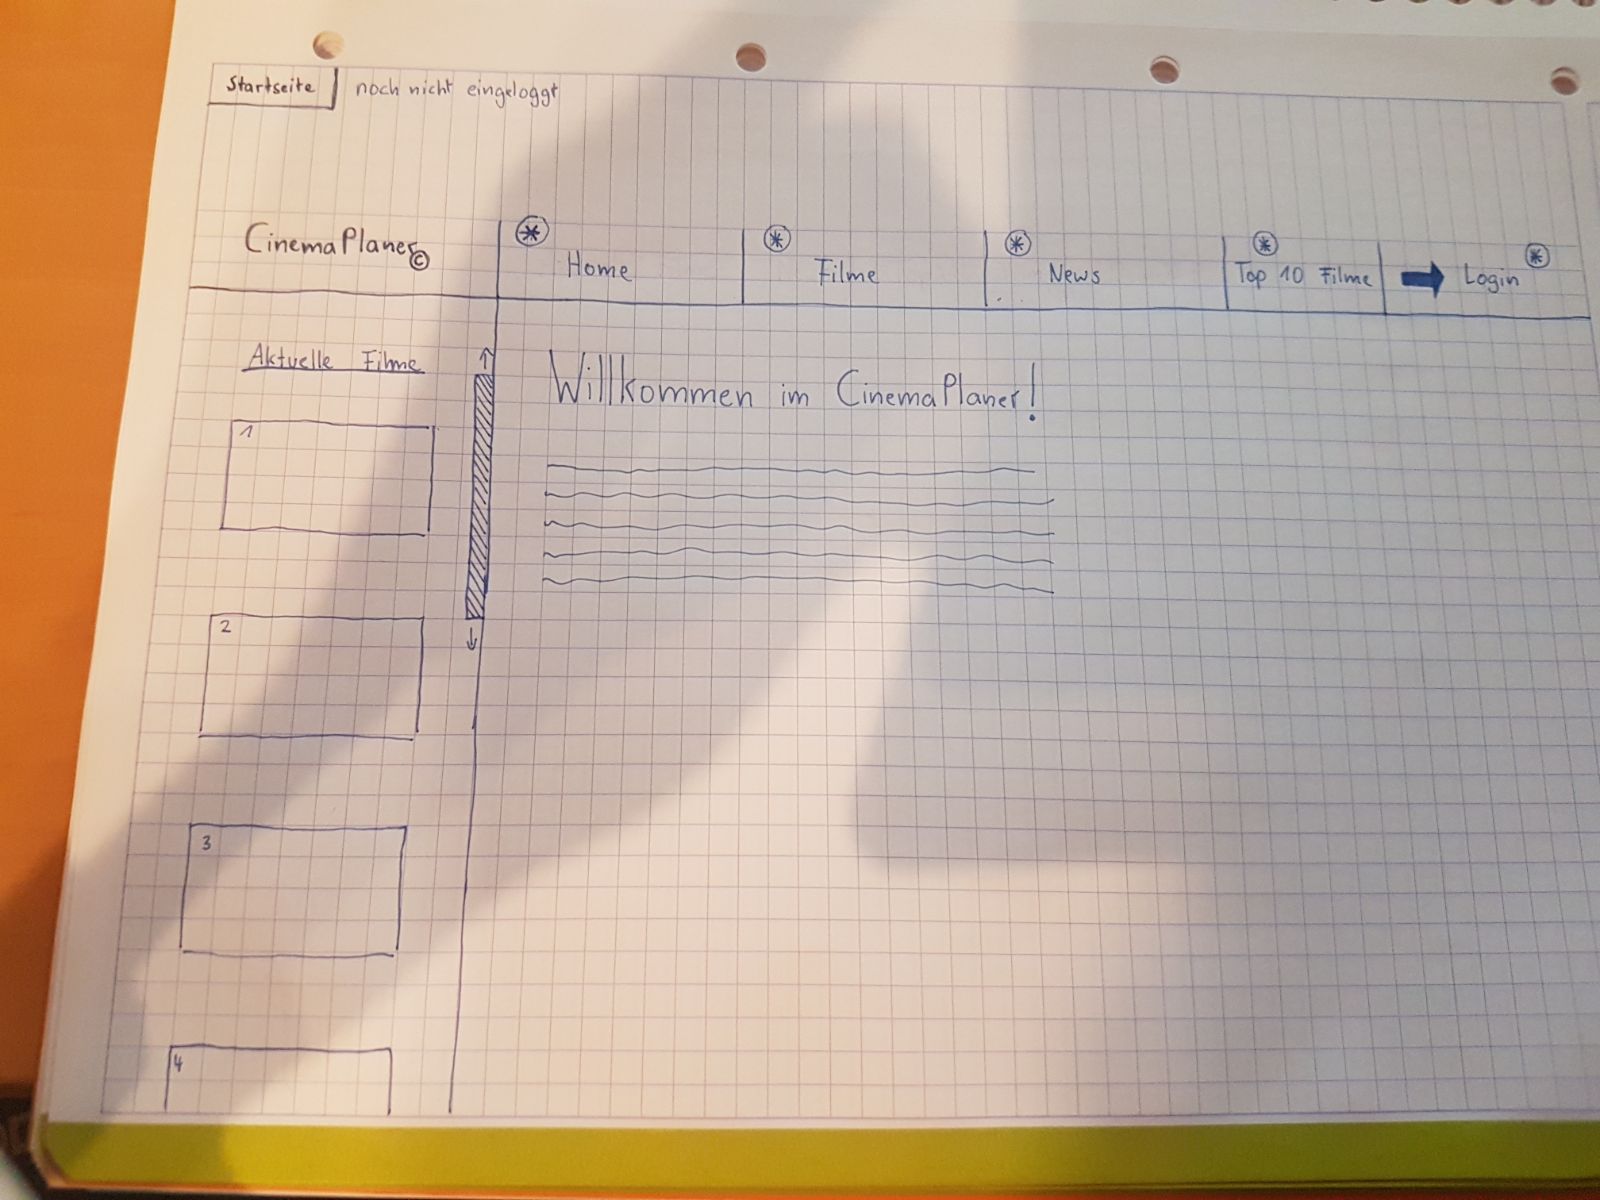 Startseite noch nicht eingeloggt
CinemaPlaner © Home Filme News Top 10 Filme Login
Aktuelle Filme
Willkommen im CinemaPlaner!
1
2
3
4